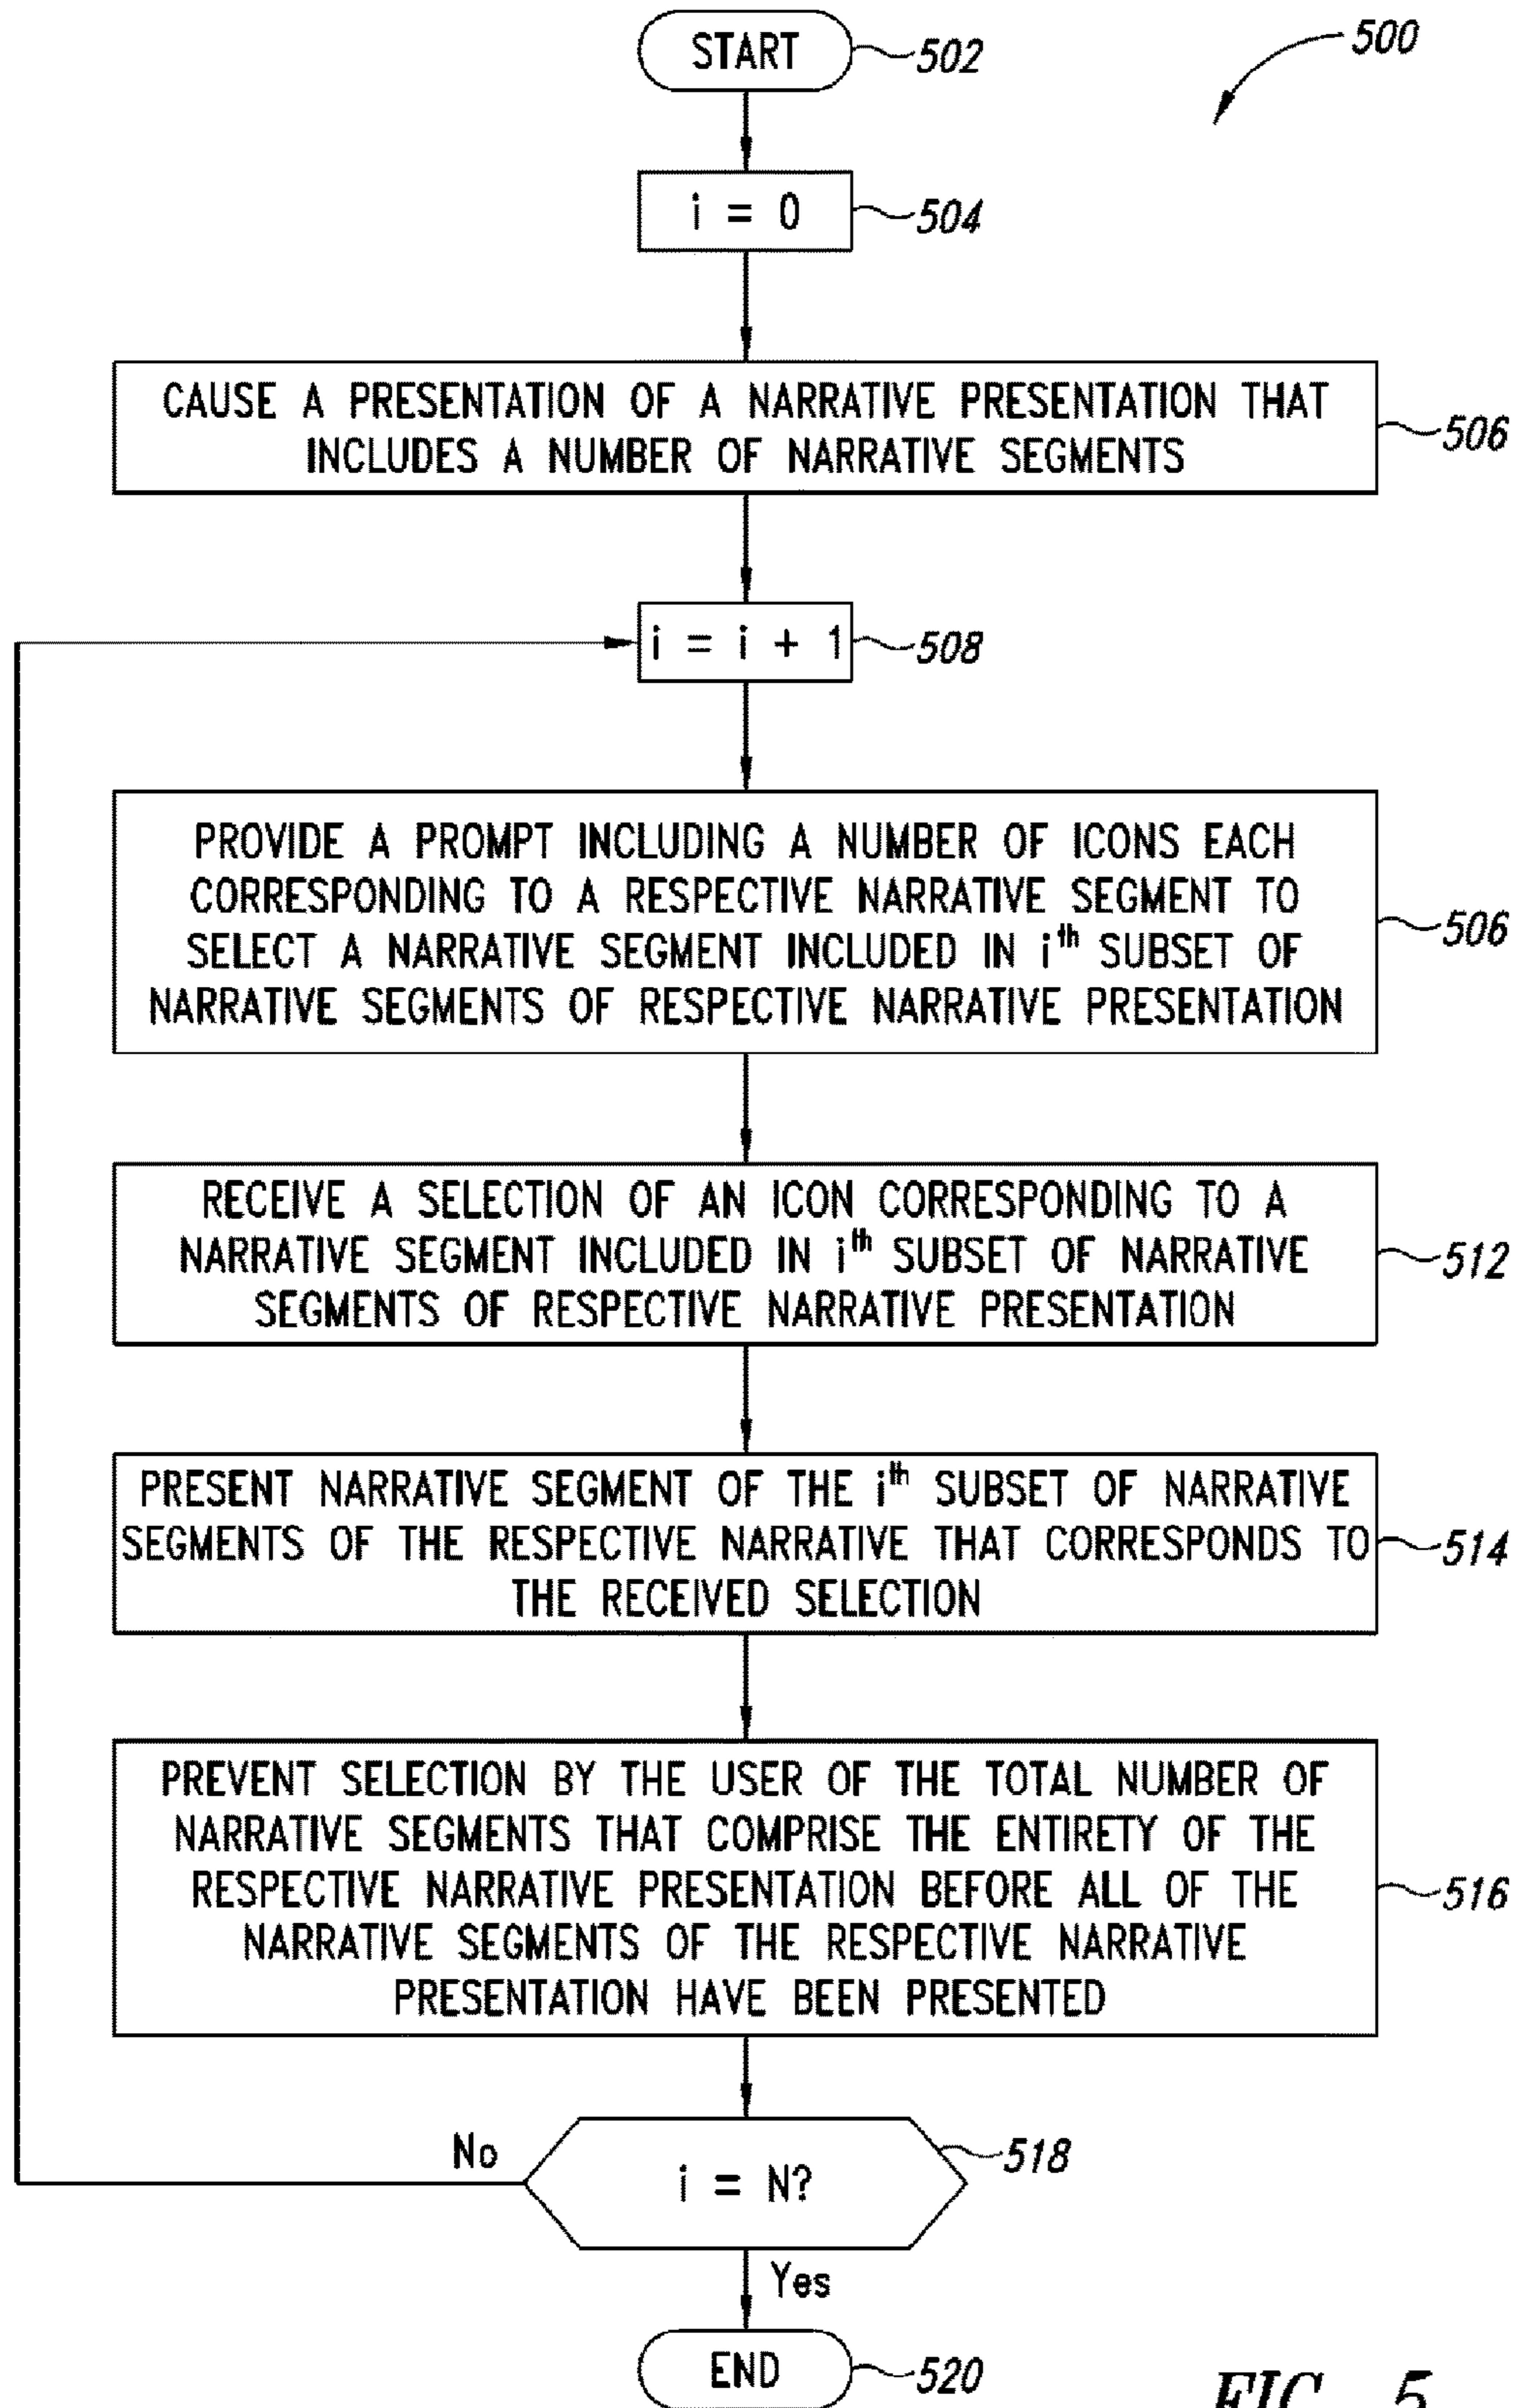 START
502
500
i = 0
504
CAUSE A PRESENTATION OF A NARRATIVE PRESENTATION THAT
INCLUDES A NUMBER OF NARRATIVE SEGMENTS
506
i = i + 1
508
PROVIDE A PROMPT INCLUDING A NUMBER OF ICONS EACH
CORRESPONDING TO A RESPECTIVE NARRATIVE SEGMENT TO
SELECT A NARRATIVE SEGMENT INCLUDED IN ith SUBSET OF
NARRATIVE SEGMENTS OF RESPECTIVE NARRATIVE PRESENTATION
506
RECEIVE A SELECTION OF AN ICON CORRESPONDING TO A
NARRATIVE SEGMENT INCLUDED IN ith SUBSET OF NARRATIVE
SEGMENTS OF RESPECTIVE NARRATIVE PRESENTATION
512
PRESENT NARRATIVE SEGMENT OF THE ith SUBSET OF NARRATIVE
SEGMENTS OF THE RESPECTIVE NARRATIVE THAT CORRESPONDS TO
THE RECEIVED SELECTION
514
PREVENT SELECTION BY THE USER OF THE TOTAL NUMBER OF
NARRATIVE SEGMENTS THAT COMPRISE THE ENTIRETY OF THE
RESPECTIVE NARRATIVE PRESENTATION BEFORE ALL OF THE
NARRATIVE SEGMENTS OF THE RESPECTIVE NARRATIVE
PRESENTATION HAVE BEEN PRESENTED
516
No
i = N?
518
Yes
END
520
FIG. 5